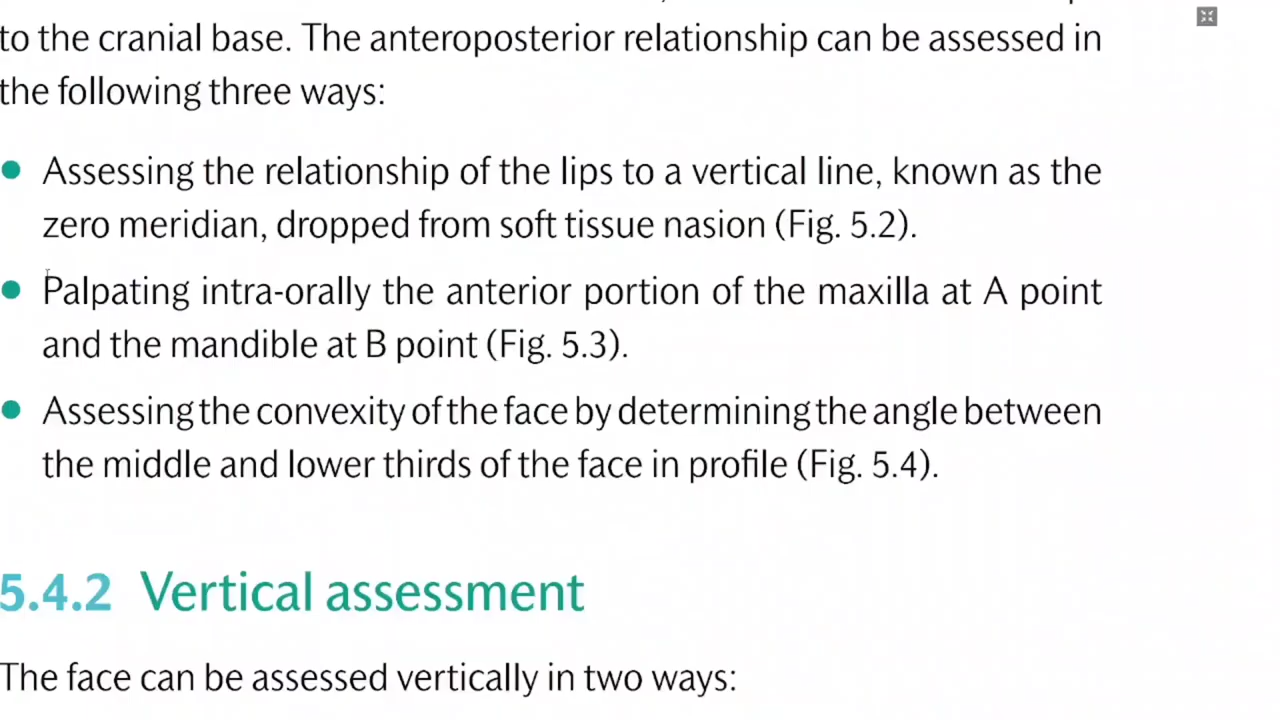 to the cranial base. The anteroposterior relationship can be assessed in
the following three ways:
● Assessing the relationship of the lips to a vertical line, known as the
zero meridian, dropped from soft tissue nasion (Fig. 5.2).
● Palpating intra-orally the anterior portion of the maxilla at A point
and the mandible at B point (Fig. 5.3).
● Assessing the convexity of the face by determining the angle between
the middle and lower thirds of the face in profile (Fig. 5.4).
5.4.2 Vertical assessment
The face can be assessed vertically in two ways: